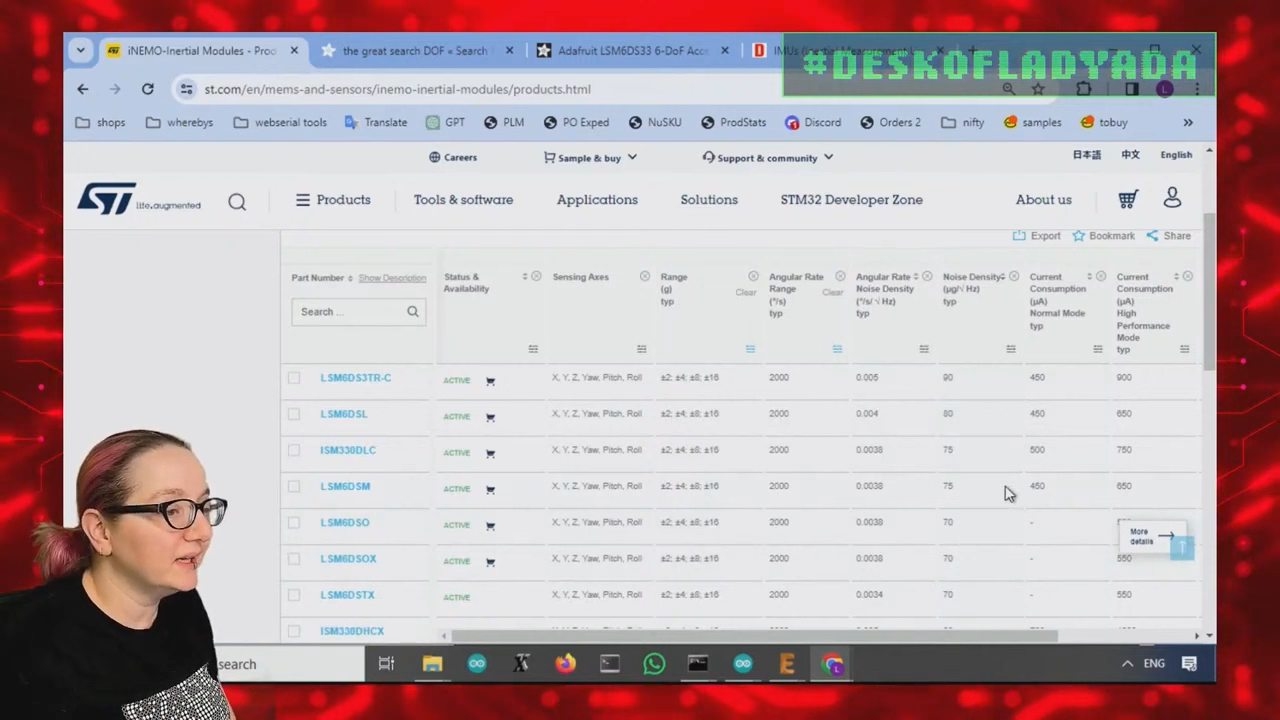 #DESKOFLADYADA
iNEMO-Inertial Modules - Proc
the great search DOF = Search
Adafruit LSM6DS33 6-DoF Acc
IMUs (Inertial Measurement
st.com/en/mems-and-sensors/inemo-inertial-modules/products.html
shops
wherebys
webserial tools
Translate
GPT
PLM
PO Exped
NuSKU
ProdStats
Discord
Orders 2
nifty
samples
tobuy
»
Careers
Sample & buy
Support & community
日本語
中文
English
ST
life.augmented
Products
Tools & software
Applications
Solutions
STM32 Developer Zone
About us
Export
Bookmark
Share
Part Number
Show Description
Search ...
Status &
Availability
Sensing Axes
Range
(g)
typ
Clear
Angular Rate
Range
(°/s)
typ
Clear
Angular Rate
Noise Density
(°/s/√Hz)
typ
Noise Density
(µg/√Hz)
typ
Current
Consumption
(µA)
Normal Mode
typ
Current
Consumption
(µA)
High
Performance
Mode
typ
LSM6DS3TR-C ACTIVE X, Y, Z, Yaw, Pitch, Roll ±2; ±4; ±8; ±16 2000 0.005 90 450 900
LSM6DSL ACTIVE X, Y, Z, Yaw, Pitch, Roll ±2; ±4; ±8; ±16 2000 0.004 80 450 650
ISM330DLC ACTIVE X, Y, Z, Yaw, Pitch, Roll ±2; ±4; ±8; ±16 2000 0.0038 75 500 750
LSM6DSM ACTIVE X, Y, Z, Yaw, Pitch, Roll ±2; ±4; ±8; ±16 2000 0.0038 75 450 650
LSM6DSO ACTIVE X, Y, Z, Yaw, Pitch, Roll ±2; ±4; ±8; ±16 2000 0.0038 70 -
LSM6DSOX ACTIVE X, Y, Z, Yaw, Pitch, Roll ±2; ±4; ±8; ±16 2000 0.0038 70 - 550
LSM6DSTX ACTIVE X, Y, Z, Yaw, Pitch, Roll ±2; ±4; ±8; ±16 2000 0.0034 70 - 550
ISM330DHCX
More
details
search
ENG